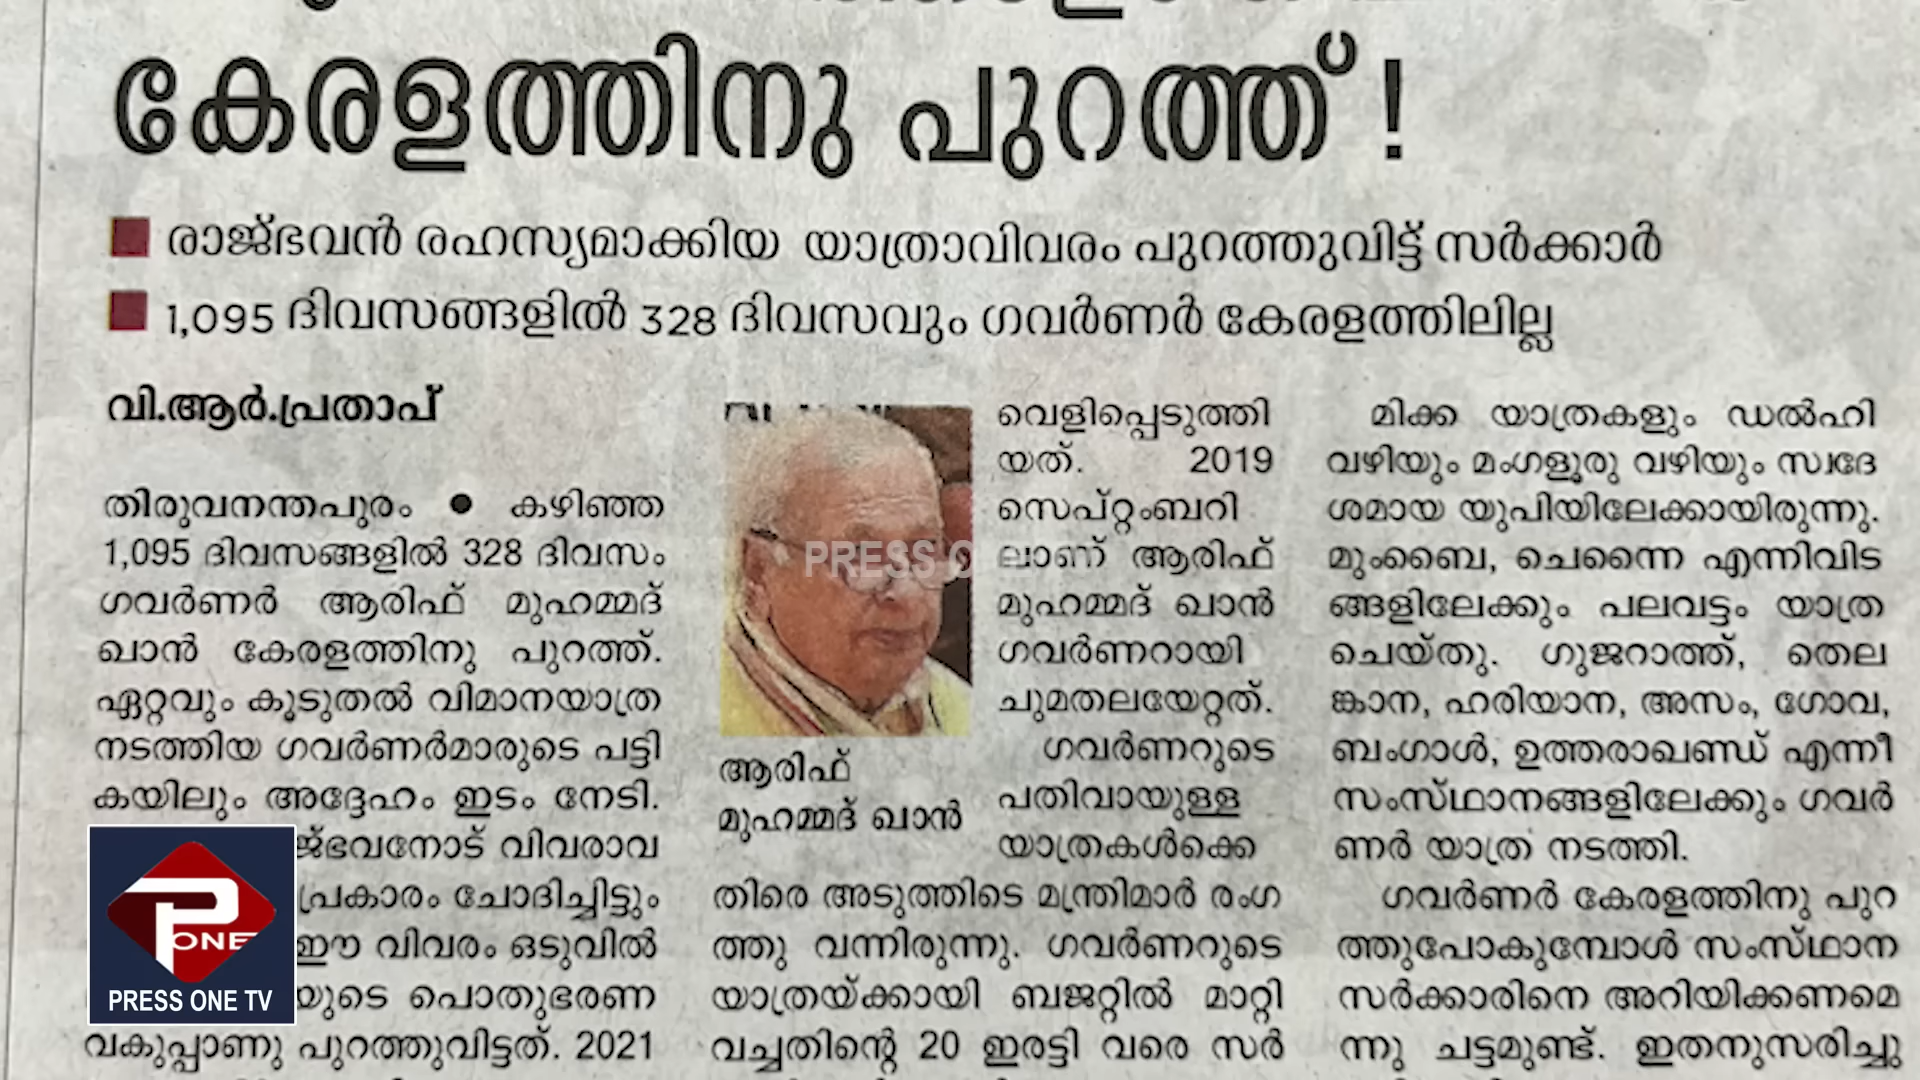 കേരളത്തിനു പുറത്ത്!
രാജ്ഭവൻ രഹസ്യമാക്കിയ യാത്രാവിവരം പുറത്തുവിട്ട് സർക്കാർ
1,095 ദിവസങ്ങളിൽ 328 ദിവസവും ഗവർണർ കേരളത്തിലില്ല
വി.ആർ.പ്രതാപ്
തിരുവനന്തപുരം ● കഴിഞ്ഞ
1,095 ദിവസങ്ങളിൽ 328 ദിവസം
ഗവർണർ ആരിഫ് മുഹമ്മദ്
ഖാൻ കേരളത്തിനു പുറത്ത്.
ഏറ്റവും കൂടുതൽ വിമാനയാത്ര
നടത്തിയ ഗവർണർമാരുടെ പട്ടി
കയിലും അദ്ദേഹം ഇടം നേടി.
ജ്ഭവനോട് വിവരാവ
പ്രകാരം ചോദിച്ചിട്ടും
ഈ വിവരം ഒടുവിൽ
യുടെ പൊതുഭരണ
വകുപ്പാണു പുറത്തുവിട്ടത്. 2021
ആരിഫ്
മുഹമ്മദ് ഖാൻ
വെളിപ്പെടുത്തി
യത്. 2019
സെപ്റ്റംബറി
ലാണ് ആരിഫ്
മുഹമ്മദ് ഖാൻ
ഗവർണറായി
ചുമതലയേറ്റത്.
ഗവർണറുടെ
പതിവായുള്ള
യാത്രകൾക്കെ
തിരെ അടുത്തിടെ മന്ത്രിമാർ രംഗ
ത്തു വന്നിരുന്നു. ഗവർണറുടെ
യാത്രയ്ക്കായി ബജറ്റിൽ മാറ്റി
വച്ചതിന്റെ 20 ഇരട്ടി വരെ സർ
മിക്ക യാത്രകളും ഡൽഹി
വഴിയും മംഗളൂരു വഴിയും സ്വദേ
ശമായ യുപിയിലേക്കായിരുന്നു.
മുംബൈ, ചെന്നൈ എന്നിവിട
ങ്ങളിലേക്കും പലവട്ടം യാത്ര
ചെയ്തു. ഗുജറാത്ത്, തെല
ങ്കാന, ഹരിയാന, അസം, ഗോവ,
ബംഗാൾ, ഉത്തരാഖണ്ഡ് എന്നീ
സംസ്ഥാനങ്ങളിലേക്കും ഗവർ
ണർ യാത്ര നടത്തി.
ഗവർണർ കേരളത്തിനു പുറ
ത്തുപോകുമ്പോൾ സംസ്ഥാന
സർക്കാരിനെ അറിയിക്കണമെ
ന്നു ചട്ടമുണ്ട്. ഇതനുസരിച്ചു
PRESS ONE
P ONE
PRESS ONE TV